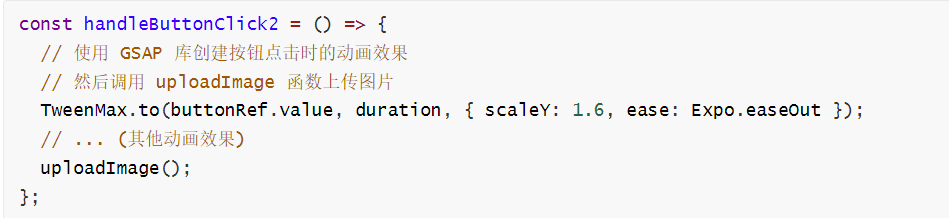 const handleButtonClick2 = () => {
  // 使用 GSAP 库创建按钮点击时的动画效果
  // 然后调用 uploadImage 函数上传图片
  TweenMax.to(buttonRef.value, duration, { scaleY: 1.6, ease: Expo.easeOut });
  // ... (其他动画效果)
  uploadImage();
};